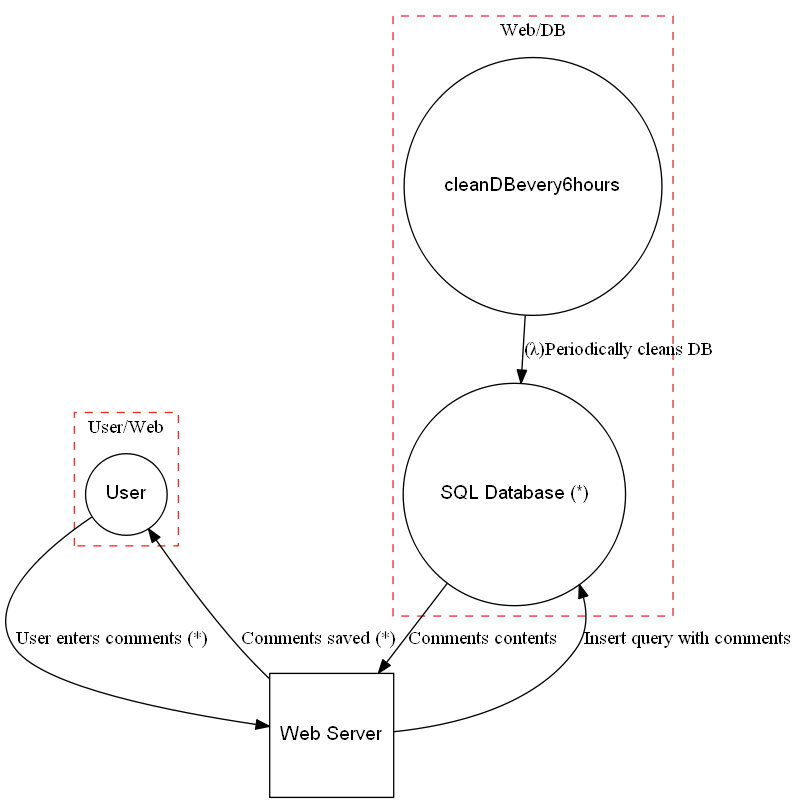 Web/DB
cleanDBevery6hours
(λ)Periodically cleans DB
User/Web
User
SQL Database (*)
User enters comments (*)
Comments saved (*)
Comments contents
Insert query with comments
Web Server